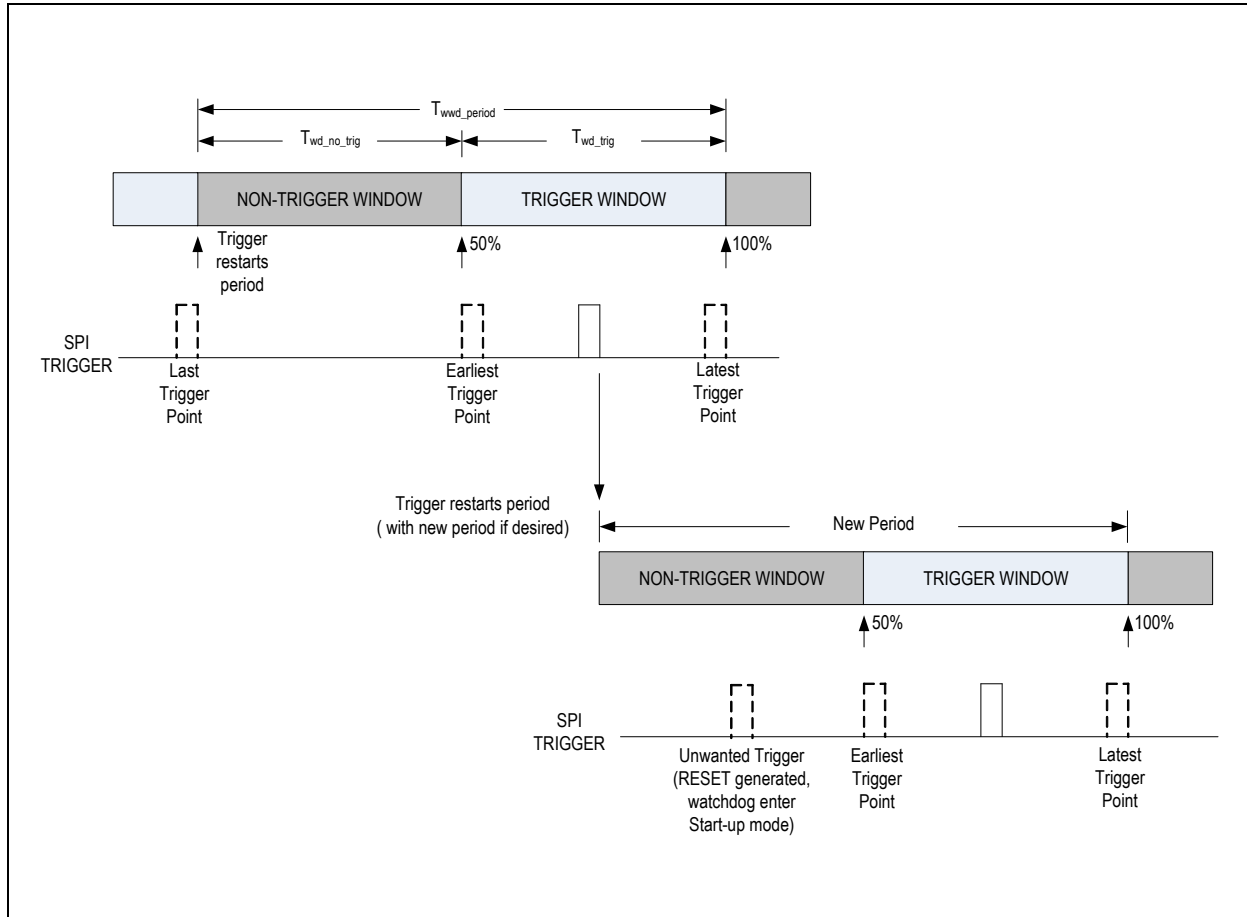 Twwd_period
Twd_no_trig
Twd_trig
NON-TRIGGER WINDOW
TRIGGER WINDOW
Trigger
restarts
period
50%
100%
SPI
TRIGGER
Last
Trigger
Point
Earliest
Trigger
Point
Latest
Trigger
Point
Trigger restarts period
( with new period if desired)
New Period
NON-TRIGGER WINDOW
TRIGGER WINDOW
50%
100%
SPI
TRIGGER
Unwanted Trigger
(RESET generated,
watchdog enter
Start-up mode)
Earliest
Trigger
Point
Latest
Trigger
Point